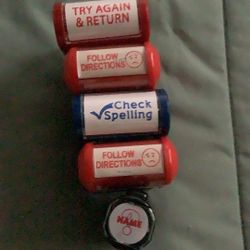 TRY AGAIN
& RETURN
FOLLOW
DIRECTIONS
Check
Spelling
FOLLOW
DIRECTIONS
NAME
?